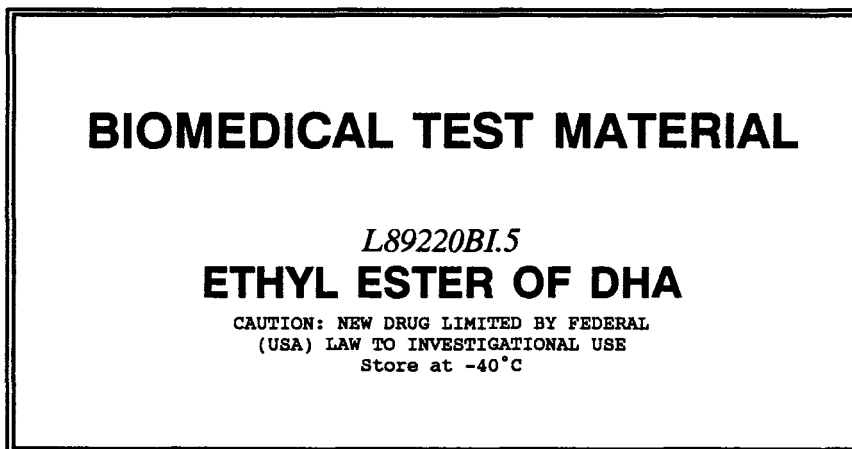 BIOMEDICAL TEST MATERIAL
L89220BI.5
ETHYL ESTER OF DHA
CAUTION: NEW DRUG LIMITED BY FEDERAL
(USA) LAW TO INVESTIGATIONAL USE
Store at -40°C